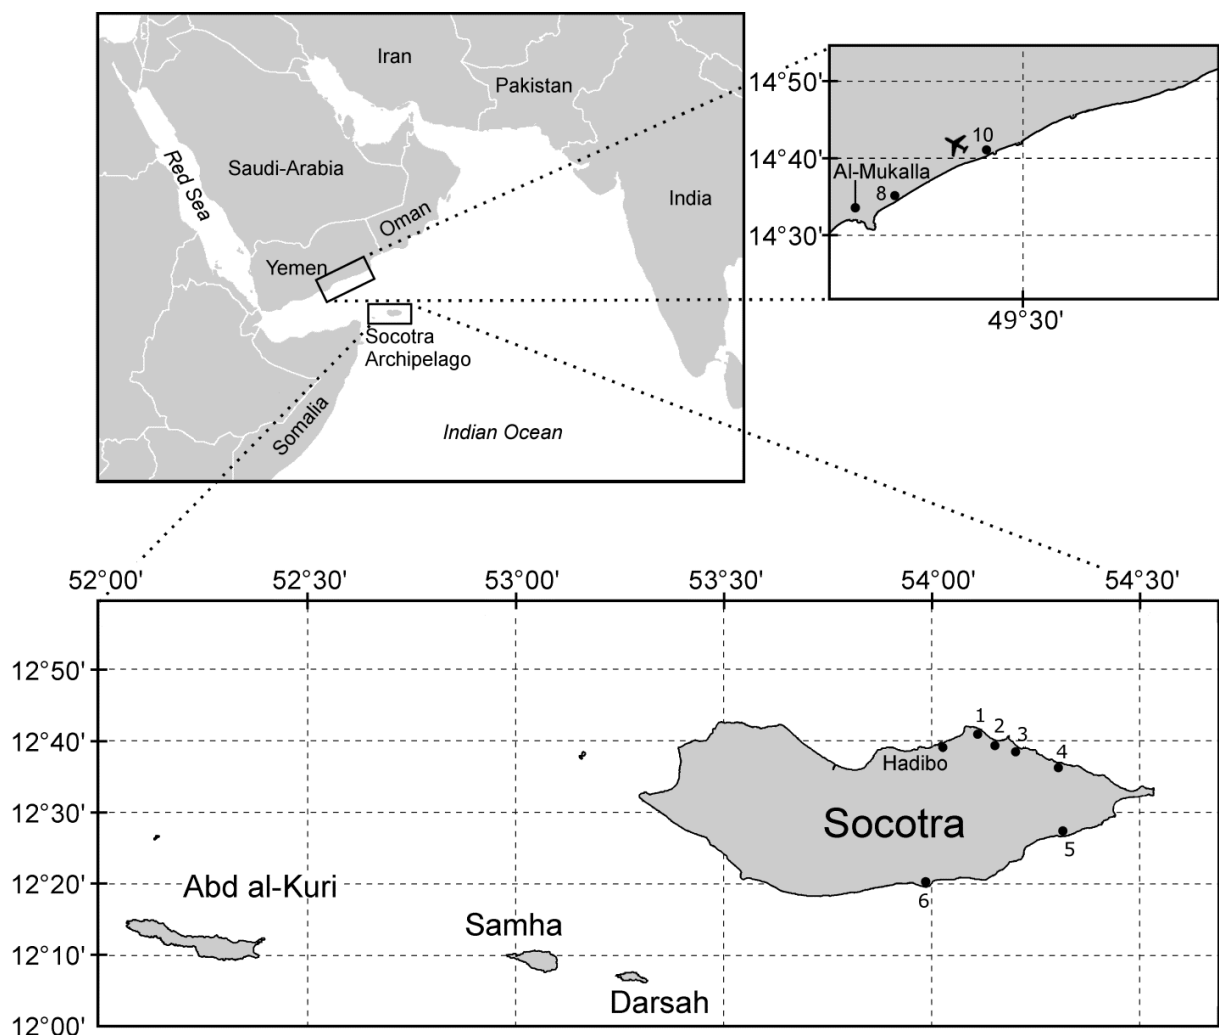 Iran
Pakistan
Red Sea
Saudi-Arabia
India
Oman
Yemen
Socotra
Archipelago
Somalia
Indian Ocean
14°50'
10
14°40'
Al-Mukalla
8
14°30'
49°30'
52°00' 52°30' 53°00' 53°30' 54°00' 54°30'
12°50'
1
2
3
12°40'
4
Hadibo
12°30'
Socotra
5
12°20'
Abd al-Kuri
6
Samha
12°10'
Darsah
12°00'